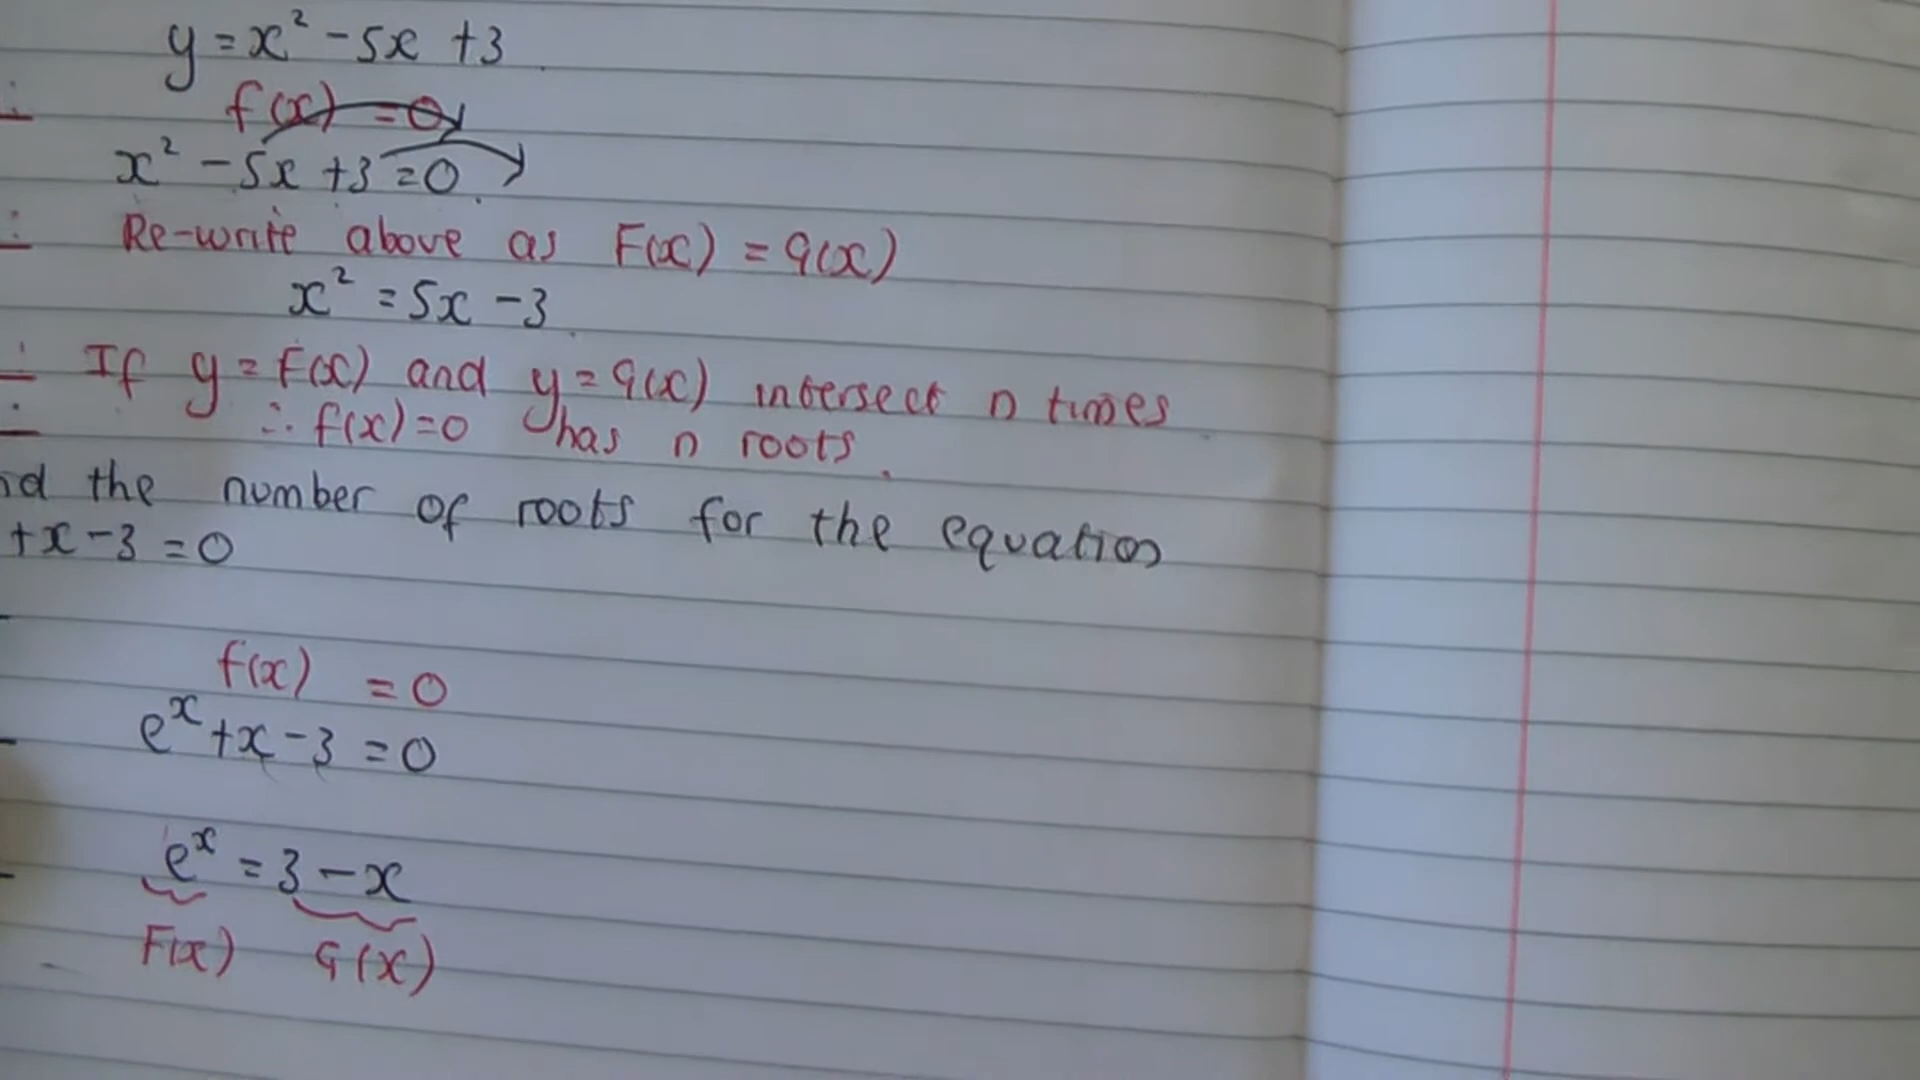 y = x² - 5x + 3
f(x) = 0
x² - 5x + 3 = 0
Re-write above as F(x) = G(x)
x² = 5x - 3
If y = F(x) and y = G(x) intersect n times
∴ f(x) = 0 has n roots.
the number of roots for the equation
+x - 3 = 0
f(x) = 0
eˣ + x - 3 = 0
eˣ = 3 - x
F(x) G(x)